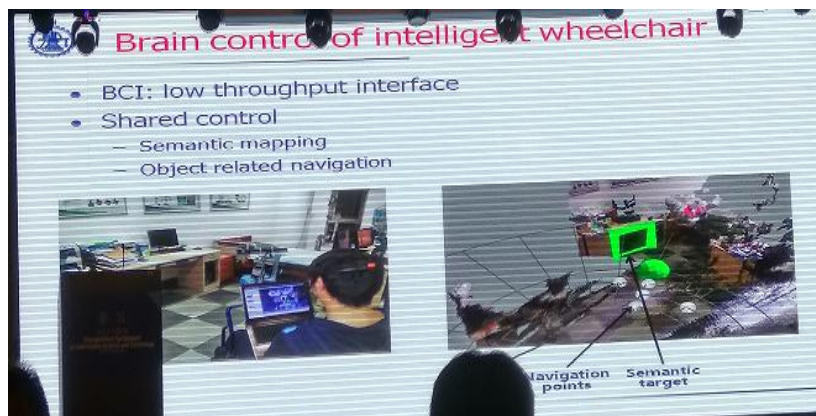 Brain control of intelligent wheelchair
• BCI: low throughput interface
• Shared control
– Semantic mapping
– Object related navigation
Navigation points
Semantic target